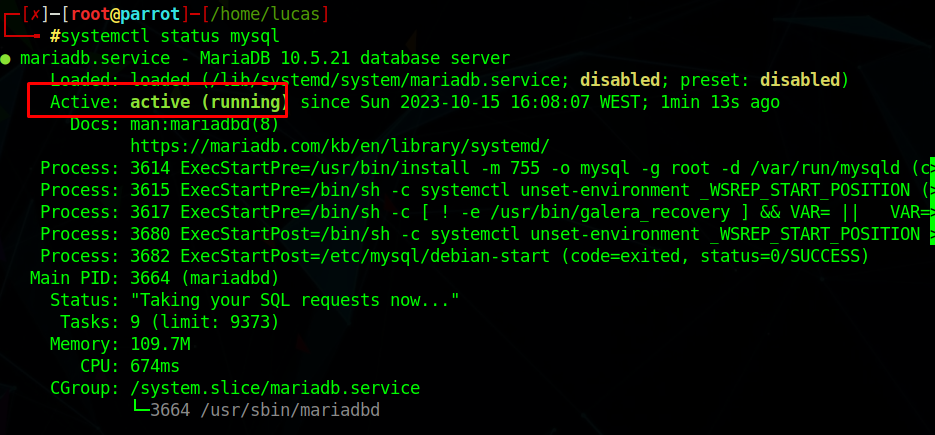 ┌─[✗]─[root@parrot]─[/home/lucas]
└──╼ #systemctl status mysql
● mariadb.service - MariaDB 10.5.21 database server
Loaded: loaded (/lib/systemd/system/mariadb.service; disabled; preset: disabled)
Active: active (running) since Sun 2023-10-15 16:08:07 WEST; 1min 13s ago
Docs: man:mariadbd(8)
https://mariadb.com/kb/en/library/systemd/
Process: 3614 ExecStartPre=/usr/bin/install -m 755 -o mysql -g root -d /var/run/mysqld (c>
Process: 3615 ExecStartPre=/bin/sh -c systemctl unset-environment _WSREP_START_POSITION (>
Process: 3617 ExecStartPre=/bin/sh -c [ ! -e /usr/bin/galera_recovery ] && VAR= || VAR=>
Process: 3680 ExecStartPost=/bin/sh -c systemctl unset-environment _WSREP_START_POSITION >
Process: 3682 ExecStartPost=/etc/mysql/debian-start (code=exited, status=0/SUCCESS)
Main PID: 3664 (mariadbd)
Status: "Taking your SQL requests now..."
Tasks: 9 (limit: 9373)
Memory: 109.7M
CPU: 674ms
CGroup: /system.slice/mariadb.service
└─3664 /usr/sbin/mariadbd